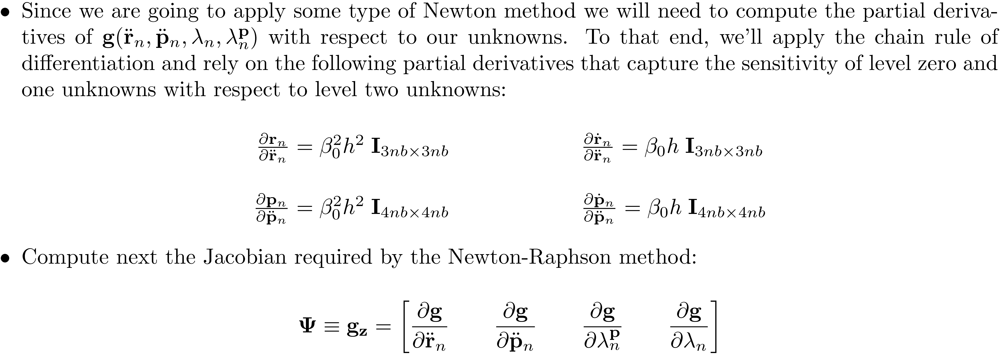 • Since we are going to apply some type of Newton method we will need to compute the partial deriva-
tives of $\mathbf{g}(\ddot{\mathbf{r}}_n, \ddot{\mathbf{p}}_n, \lambda_n, \lambda_n^{\mathbf{p}})$ with respect to our unknowns. To that end, we'll apply the chain rule of
differentiation and rely on the following partial derivatives that capture the sensitivity of level zero and
one unknowns with respect to level two unknowns:
$\frac{\partial \mathbf{r}_n}{\partial \ddot{\mathbf{r}}_n} = \beta_0^2 h^2 \ \mathbf{I}_{3nb \times 3nb}$ $\frac{\partial \dot{\mathbf{r}}_n}{\partial \ddot{\mathbf{r}}_n} = \beta_0 h \ \mathbf{I}_{3nb \times 3nb}$
$\frac{\partial \mathbf{p}_n}{\partial \ddot{\mathbf{p}}_n} = \beta_0^2 h^2 \ \mathbf{I}_{4nb \times 4nb}$ $\frac{\partial \dot{\mathbf{p}}_n}{\partial \ddot{\mathbf{p}}_n} = \beta_0 h \ \mathbf{I}_{4nb \times 4nb}$
• Compute next the Jacobian required by the Newton-Raphson method:
$\mathbf{\Psi} \equiv \mathbf{g}_{\mathbf{z}} = \left[ \frac{\partial \mathbf{g}}{\partial \ddot{\mathbf{r}}_n} \quad \frac{\partial \mathbf{g}}{\partial \ddot{\mathbf{p}}_n} \quad \frac{\partial \mathbf{g}}{\partial \lambda_n^{\mathbf{p}}} \quad \frac{\partial \mathbf{g}}{\partial \lambda_n} \right]$